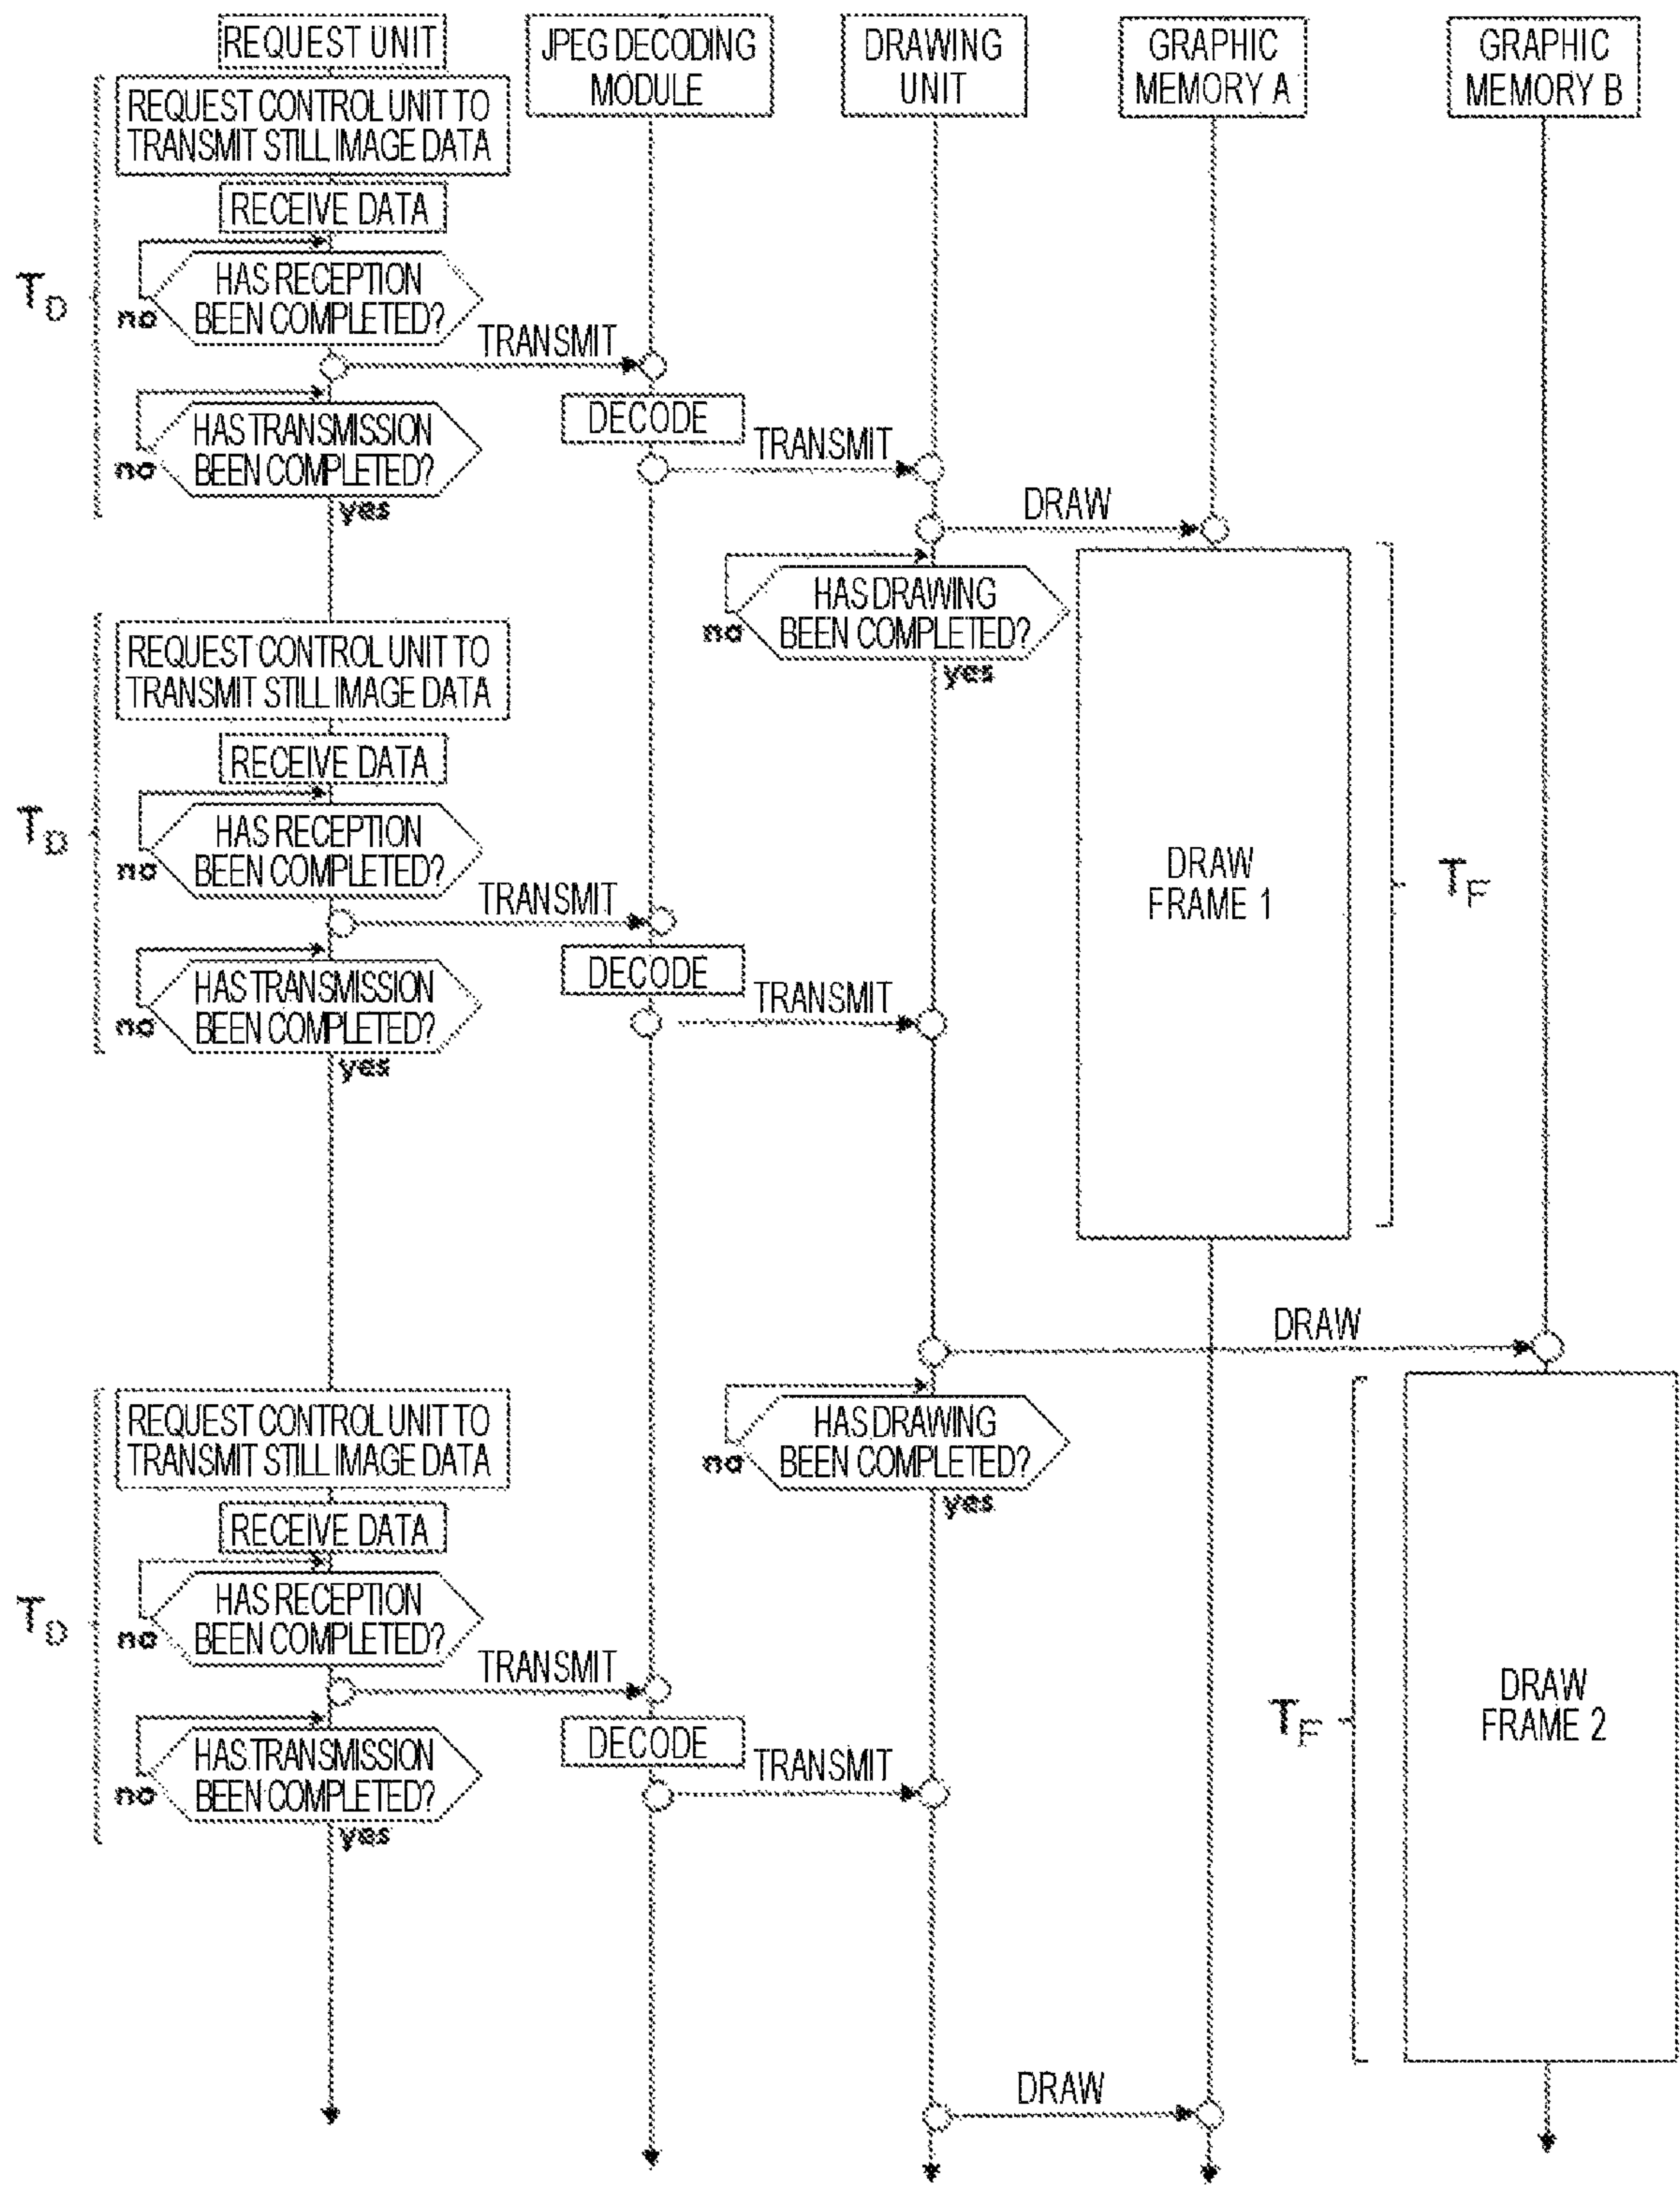 REQUEST UNIT
JPEG DECODING
MODULE
DRAWING
UNIT
GRAPHIC
MEMORY A
GRAPHIC
MEMORY B
REQUEST CONTROL UNIT TO
TRANSMIT STILL IMAGE DATA
RECEIVE DATA
TD
HAS RECEPTION
BEEN COMPLETED?
no
TRANSMIT
HAS TRANSMISSION
BEEN COMPLETED?
no
yes
DECODE
TRANSMIT
DRAW
HAS DRAWING
BEEN COMPLETED?
no
yes
REQUEST CONTROL UNIT TO
TRANSMIT STILL IMAGE DATA
RECEIVE DATA
TD
HAS RECEPTION
BEEN COMPLETED?
no
DRAW
FRAME 1
TF
TRANSMIT
HAS TRANSMISSION
BEEN COMPLETED?
no
yes
DECODE
TRANSMIT
DRAW
REQUEST CONTROL UNIT TO
TRANSMIT STILL IMAGE DATA
HAS DRAWING
BEEN COMPLETED?
no
yes
RECEIVE DATA
TD
HAS RECEPTION
BEEN COMPLETED?
no
TRANSMIT
TF
DRAW
FRAME 2
HAS TRANSMISSION
BEEN COMPLETED?
no
yes
DECODE
TRANSMIT
DRAW